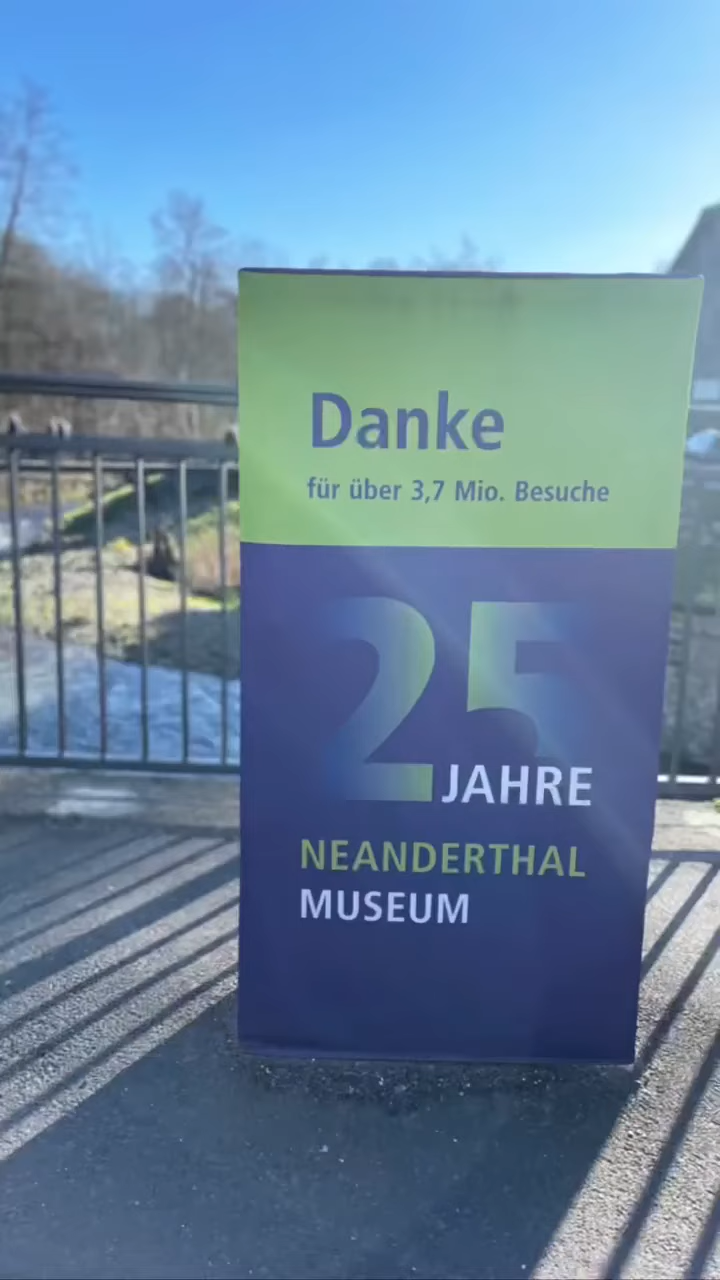 Danke
für über 3,7 Mio. Besuche
25
JAHRE
NEANDERTHAL
MUSEUM